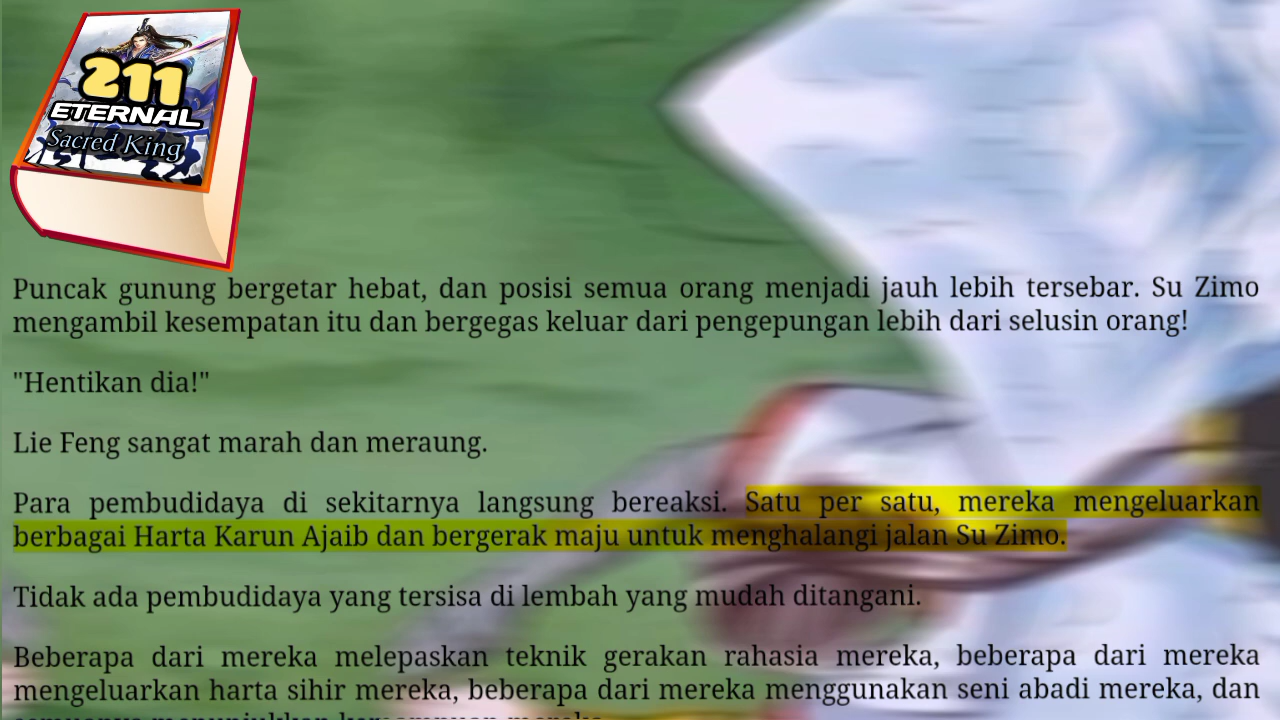 211
ETERNAL
Sacred King
Puncak gunung bergetar hebat, dan posisi semua orang menjadi jauh lebih tersebar. Su Zimo
mengambil kesempatan itu dan bergegas keluar dari pengepungan lebih dari selusin orang!
"Hentikan dia!"
Lie Feng sangat marah dan meraung.
Para pembudidaya di sekitarnya langsung bereaksi. Satu per satu, mereka mengeluarkan
berbagai Harta Karun Ajaib dan bergerak maju untuk menghalangi jalan Su Zimo.
Tidak ada pembudidaya yang tersisa di lembah yang mudah ditangani.
Beberapa dari mereka melepaskan teknik gerakan rahasia mereka, beberapa dari mereka
mengeluarkan harta sihir mereka, beberapa dari mereka menggunakan seni abadi mereka, dan